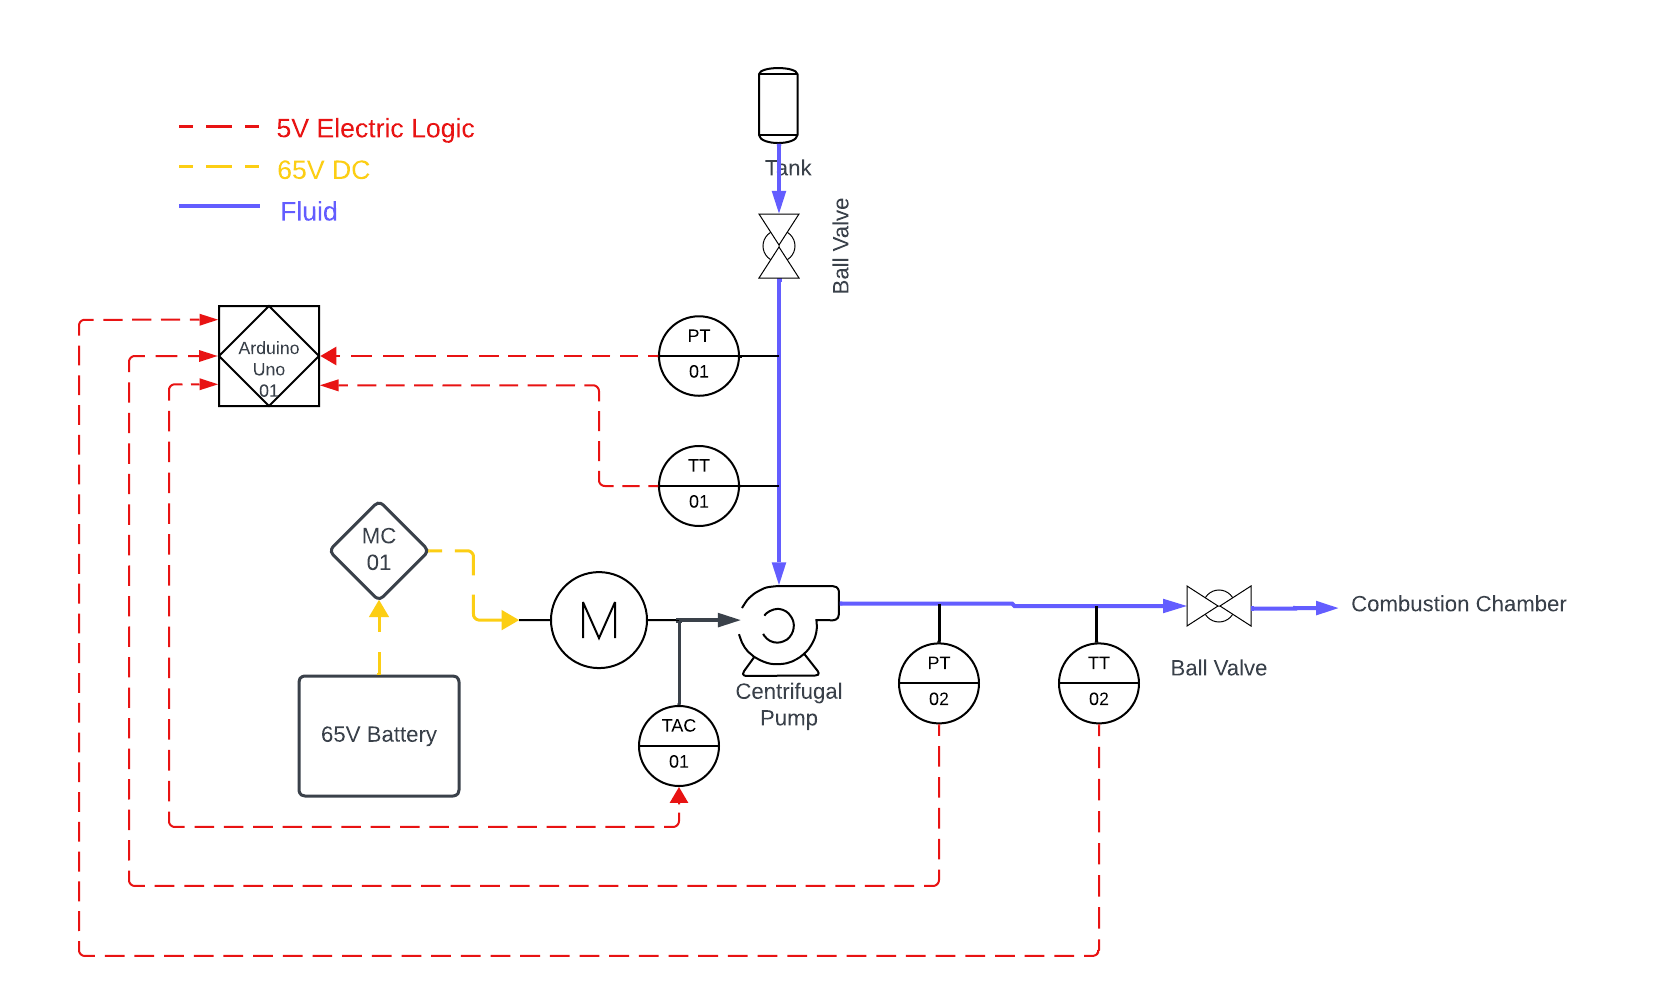 5V Electric Logic
65V DC
Fluid
Tank
Ball Valve
Arduino
Uno
01
PT
01
TT
01
MC
01
M
65V Battery
TAC
01
Centrifugal
Pump
PT
02
TT
02
Ball Valve
Combustion Chamber